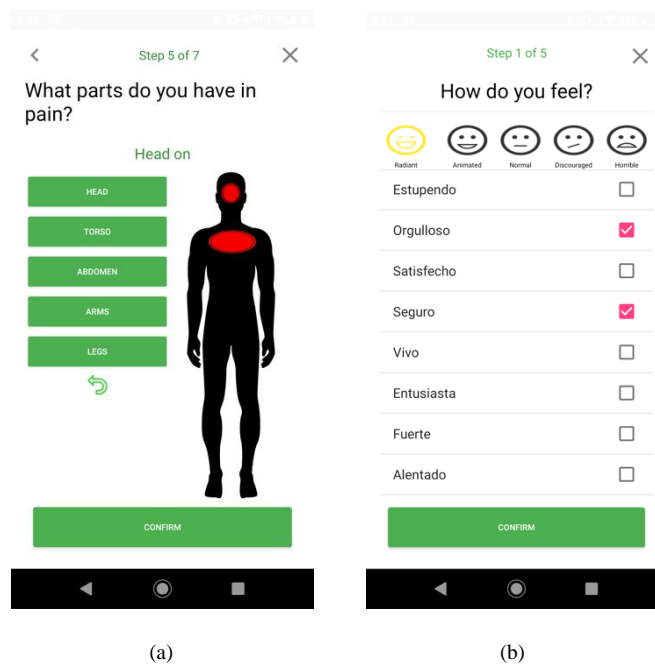 Step 5 of 7
What parts do you have in
pain?
Head on
HEAD
TORSO
ABDOMEN
ARMS
LEGS
CONFIRM
(a)
Step 1 of 5
How do you feel?
Radiant Animated Normal Discouraged Horrible
Estupendo
Orgulloso
Satisfecho
Seguro
Vivo
Entusiasta
Fuerte
Alentado
CONFIRM
(b)